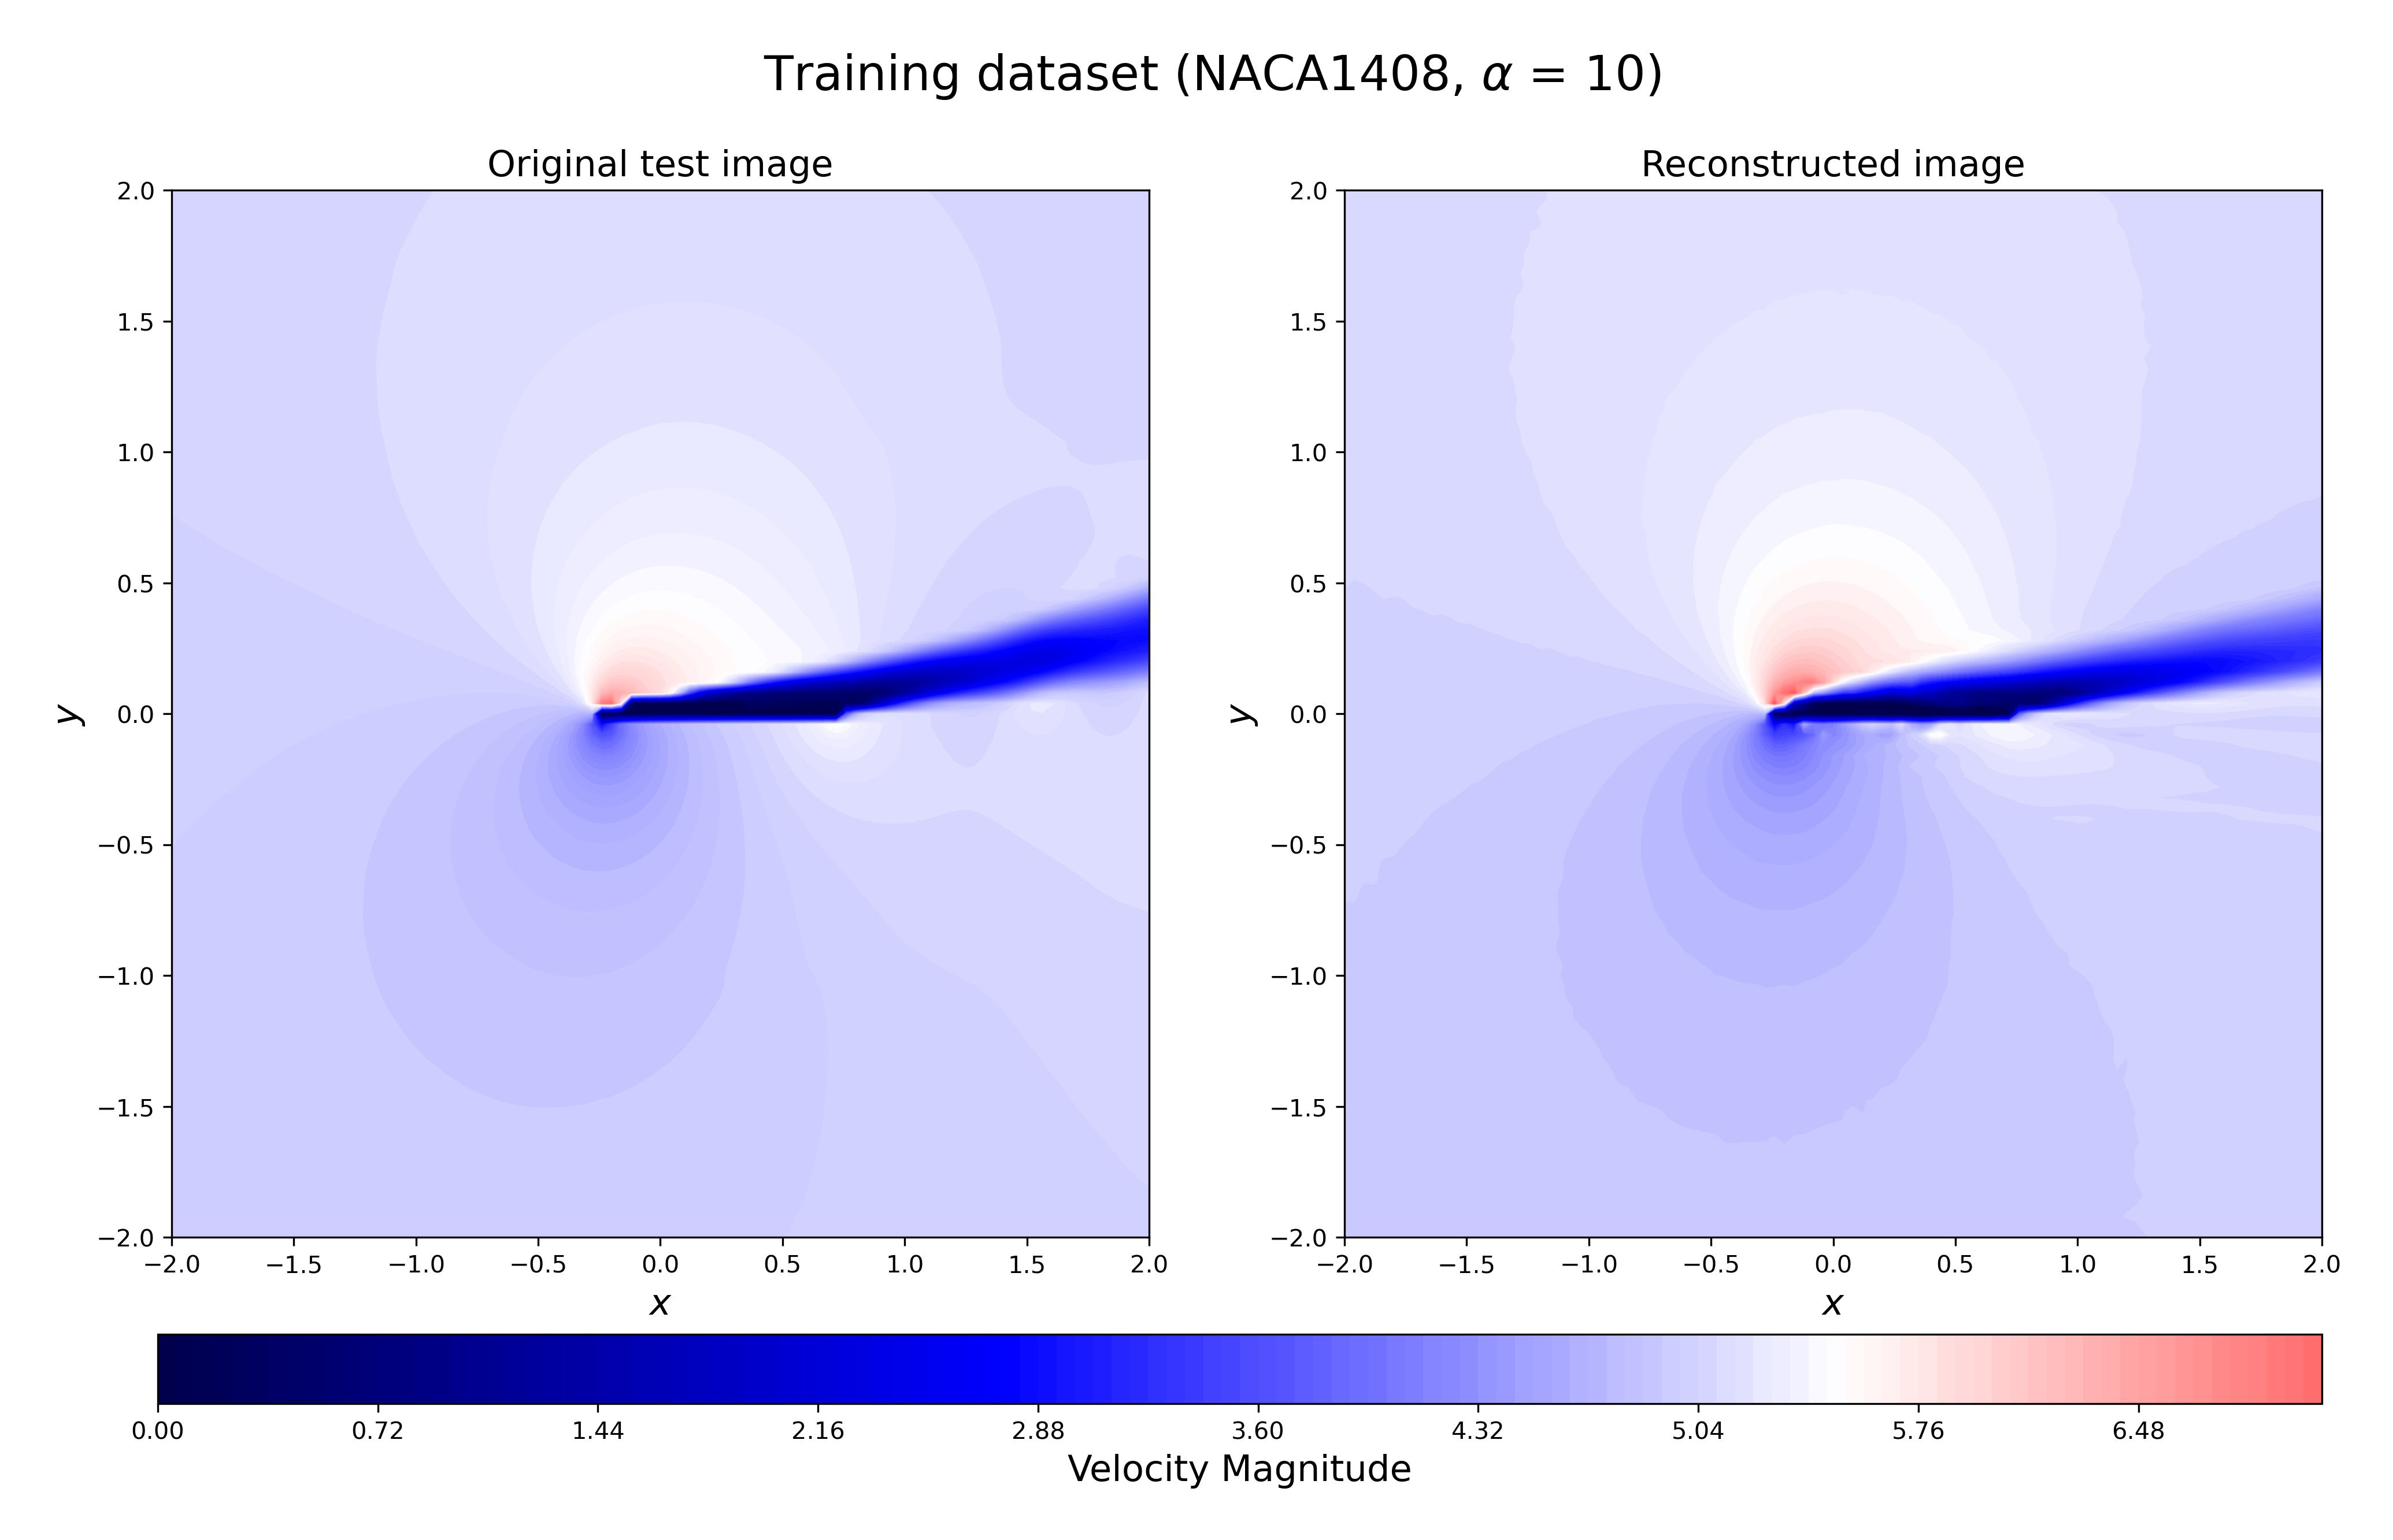 Training dataset (NACA1408, α = 10)
Original test image
Reconstructed image
2.0
1.5
1.0
0.5
0.0
−0.5
−1.0
−1.5
−2.0
y
−2.0 −1.5 −1.0 −0.5 0.0 0.5 1.0 1.5 2.0
x
2.0
1.5
1.0
0.5
0.0
−0.5
−1.0
−1.5
−2.0
y
−2.0 −1.5 −1.0 −0.5 0.0 0.5 1.0 1.5 2.0
x
0.00 0.72 1.44 2.16 2.88 3.60 4.32 5.04 5.76 6.48
Velocity Magnitude